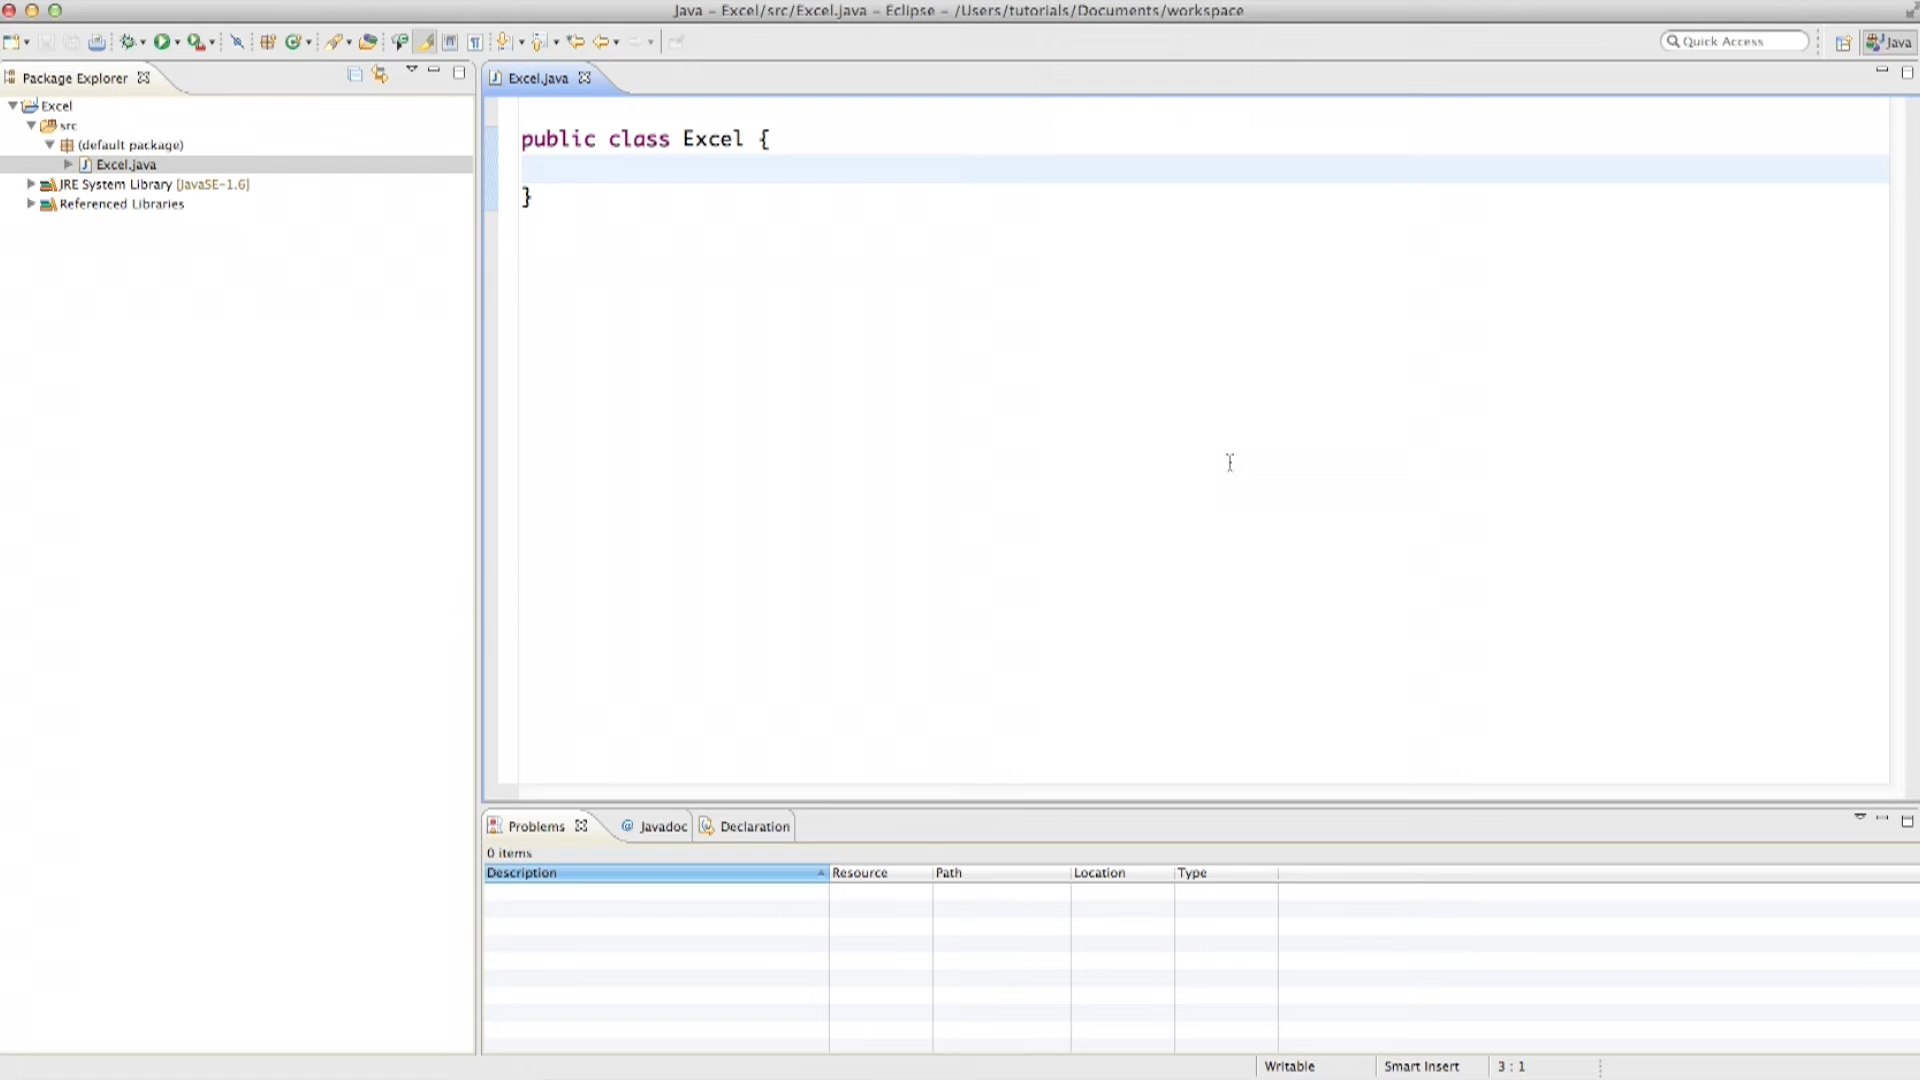 Java – Excel/src/Excel.java – Eclipse – /Users/tutorials/Documents/workspace
Quick Access
Java
Package Explorer
Excel
src
(default package)
Excel.java
JRE System Library [JavaSE-1.6]
Referenced Libraries
Excel.java
public class Excel {
}
Problems
@ Javadoc
Declaration
0 items
Description
Resource
Path
Location
Type
Writable
Smart Insert
3 : 1